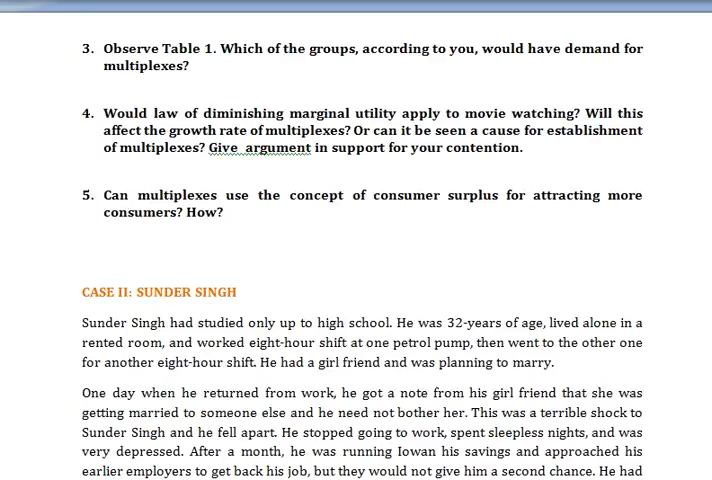 3. Observe Table 1. Which of the groups, according to you, would have demand for
multiplexes?
4. Would law of diminishing marginal utility apply to movie watching? Will this
affect the growth rate of multiplexes? Or can it be seen a cause for establishment
of multiplexes? Give argument in support for your contention.
5. Can multiplexes use the concept of consumer surplus for attracting more
consumers? How?
CASE II: SUNDER SINGH
Sunder Singh had studied only up to high school. He was 32-years of age, lived alone in a
rented room, and worked eight-hour shift at one petrol pump, then went to the other one
for another eight-hour shift. He had a girl friend and was planning to marry.
One day when he returned from work, he got a note from his girl friend that she was
getting married to someone else and he need not bother her. This was a terrible shock to
Sunder Singh and he fell apart. He stopped going to work, spent sleepless nights, and was
very depressed. After a month, he was running Iowan his savings and approached his
earlier employers to get back his job, but they would not give him a second chance. He had